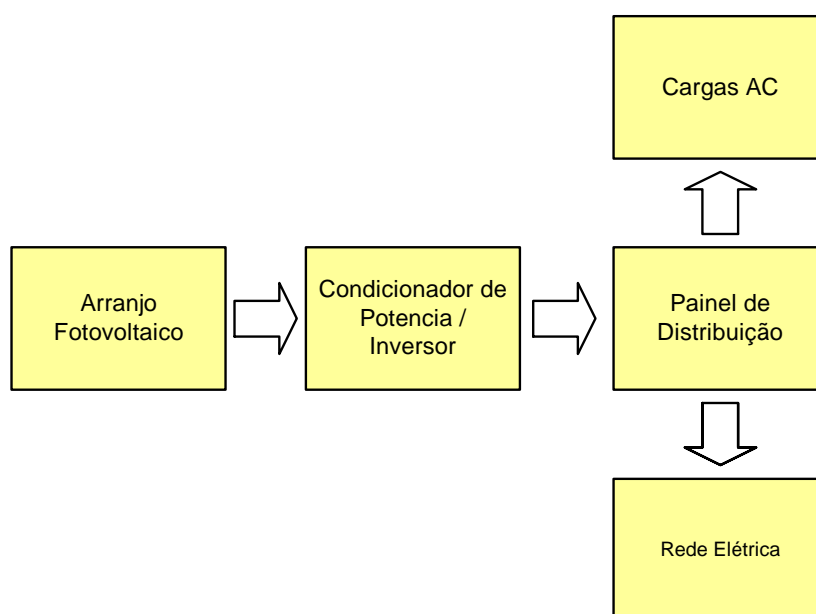 Cargas AC
Arranjo
Fotovoltaico
Condicionador de
Potencia /
Inversor
Painel de
Distribuição
Rede Elétrica